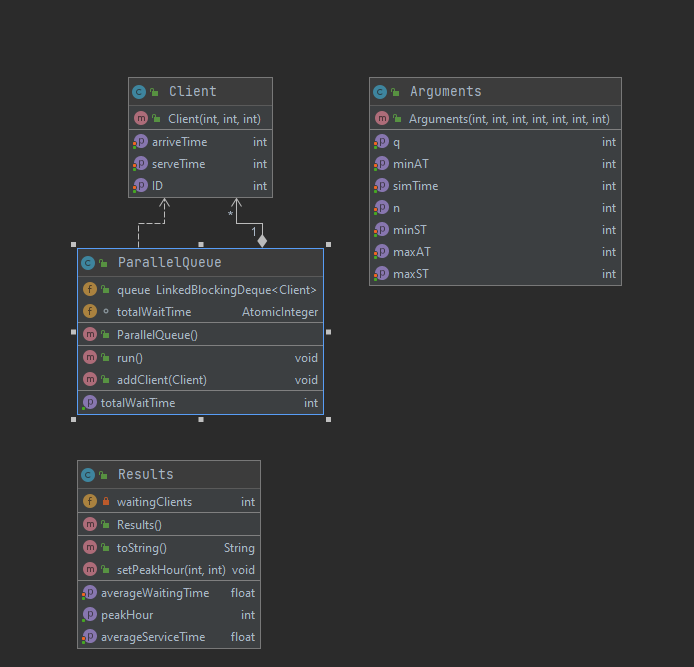 Client
Client(int, int, int)
arriveTime int
serveTime int
ID int
* 
1
Arguments
Arguments(int, int, int, int, int, int, int)
q int
minAT int
simTime int
n int
minST int
maxAT int
maxST int
ParallelQueue
queue LinkedBlockingDeque<Client>
totalWaitTime AtomicInteger
ParallelQueue()
run() void
addClient(Client) void
totalWaitTime int
Results
waitingClients int
Results()
toString() String
setPeakHour(int, int) void
averageWaitingTime float
peakHour int
averageServiceTime float